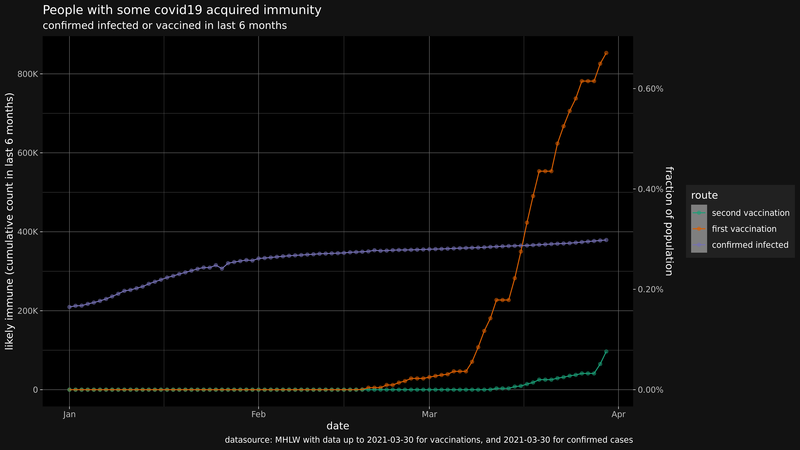 People with some covid19 acquired immunity
confirmed infected or vaccined in last 6 months
likely immune (cumulative count in last 6 months)
800K
600K
400K
200K
0
0.60%
0.40%
0.20%
0.00%
fraction of population
route
second vaccination
first vaccination
confirmed infected
Jan
Feb
Mar
Apr
date
datasource: MHLW with data up to 2021-03-30 for vaccinations, and 2021-03-30 for confirmed cases